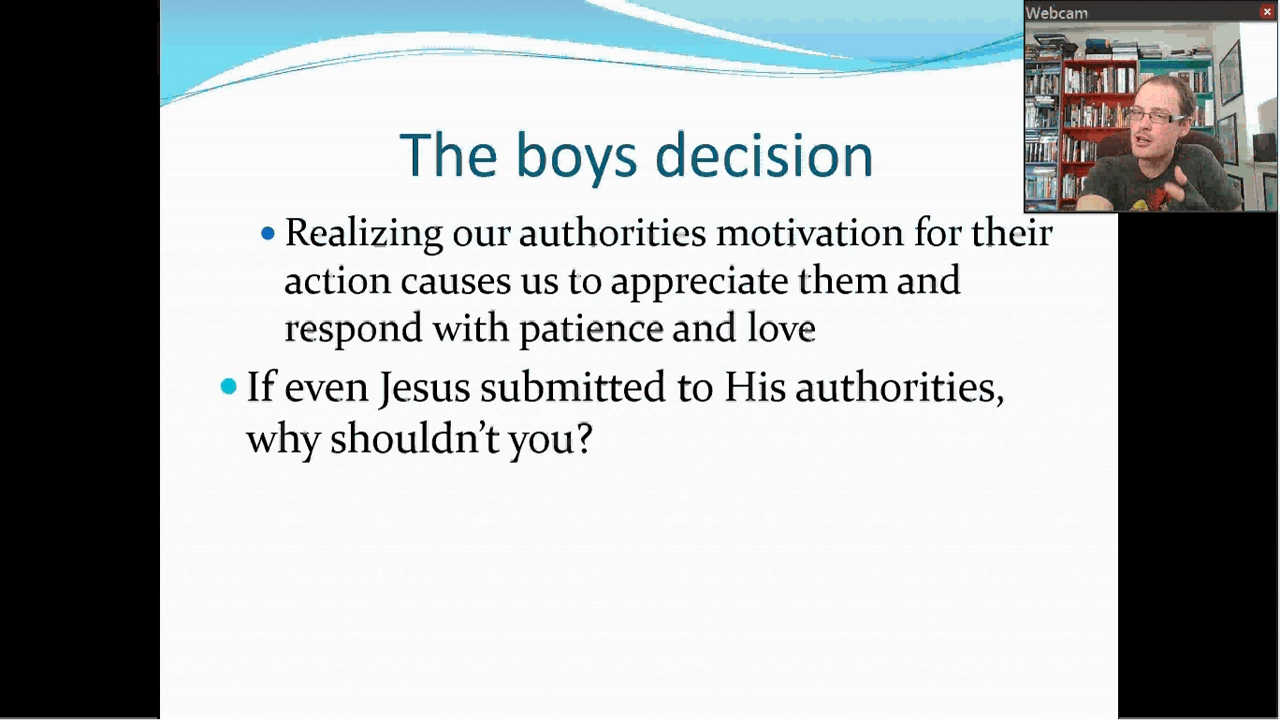 Webcam
The boys decision
Realizing our authorities motivation for their
action causes us to appreciate them and
respond with patience and love
If even Jesus submitted to His authorities,
why shouldn't you?